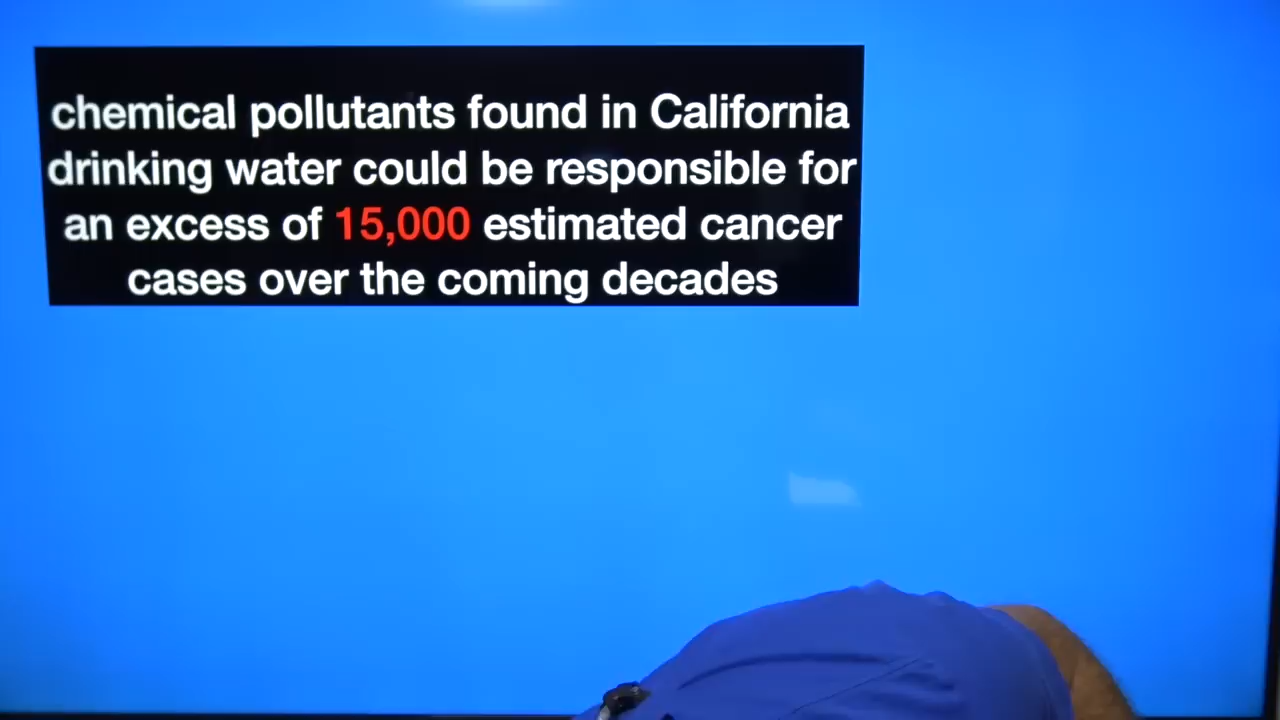 chemical pollutants found in California
drinking water could be responsible for
an excess of 15,000 estimated cancer
cases over the coming decades